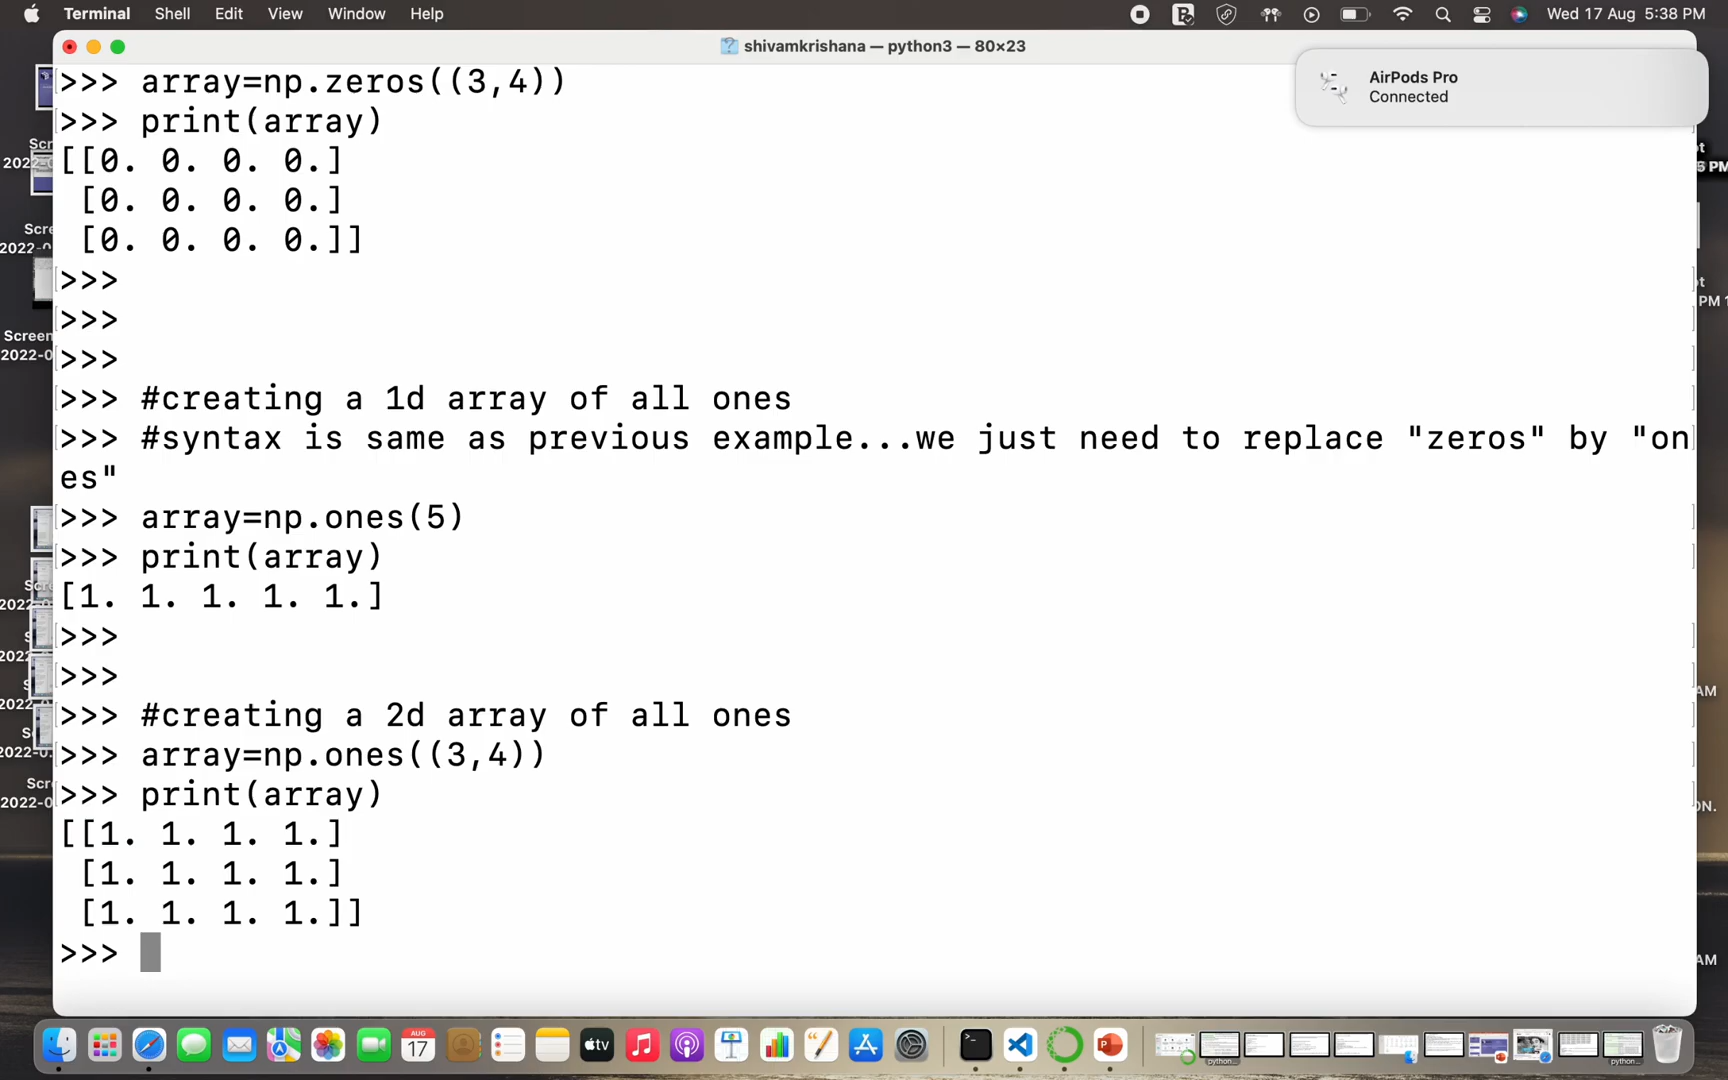 Terminal Shell Edit View Window Help Wed 17 Aug 5:38 PM
shivamkrishana — python3 — 80×23
AirPods Pro
Connected
>>> array=np.zeros((3,4))
>>> print(array)
[[0. 0. 0. 0.]
 [0. 0. 0. 0.]
 [0. 0. 0. 0.]]
>>>
>>>
>>>
>>> #creating a 1d array of all ones
>>> #syntax is same as previous example...we just need to replace "zeros" by "on
es"
>>> array=np.ones(5)
>>> print(array)
[1. 1. 1. 1. 1.]
>>>
>>>
>>> #creating a 2d array of all ones
>>> array=np.ones((3,4))
>>> print(array)
[[1. 1. 1. 1.]
 [1. 1. 1. 1.]
 [1. 1. 1. 1.]]
>>>
AUG
17
tv